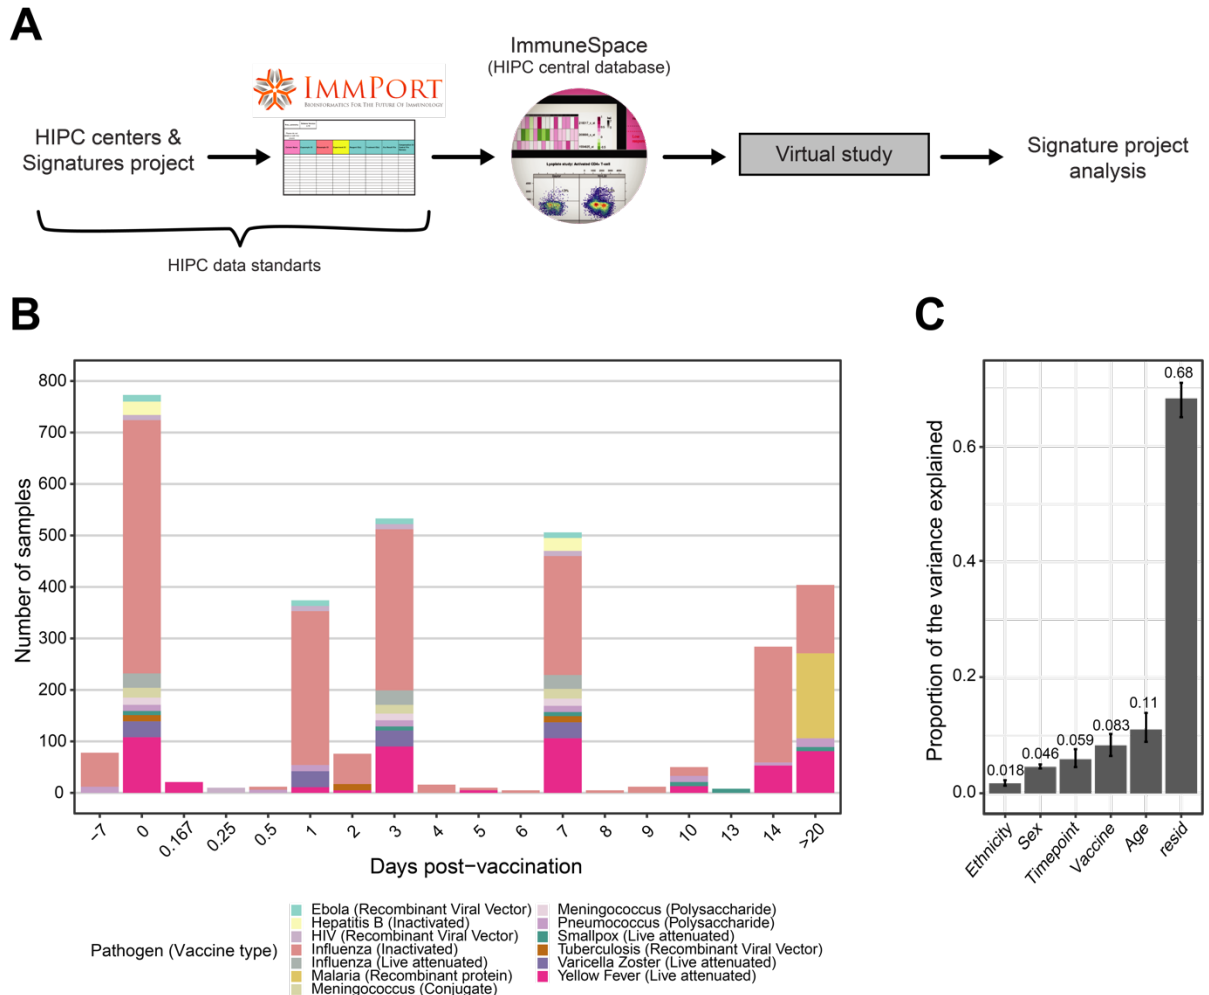 A
ImmuneSpace
(HIPC central database)
IMMPORT
BIOINFORMATICS FOR THE FUTURE OF IMMUNOLOGY
HIPC centers &
Signatures project
Virtual study
Signature project
analysis
HIPC data standarts
B
Number of samples
800
700
600
500
400
300
200
100
0
−7
0
0.167
0.25
0.5
1
2
3
4
5
6
7
8
9
10
13
14
>20
Days post−vaccination
Pathogen (Vaccine type)
Ebola (Recombinant Viral Vector)
Hepatitis B (Inactivated)
HIV (Recombinant Viral Vector)
Influenza (Inactivated)
Influenza (Live attenuated)
Malaria (Recombinant protein)
Meningococcus (Conjugate)
Meningococcus (Polysaccharide)
Pneumococcus (Polysaccharide)
Smallpox (Live attenuated)
Tuberculosis (Recombinant Viral Vector)
Varicella Zoster (Live attenuated)
Yellow Fever (Live attenuated)
C
Proportion of the variance explained
0.6
0.4
0.2
0.0
0.018
0.046
0.059
0.083
0.11
0.68
Ethnicity
Sex
Timepoint
Vaccine
Age
resid